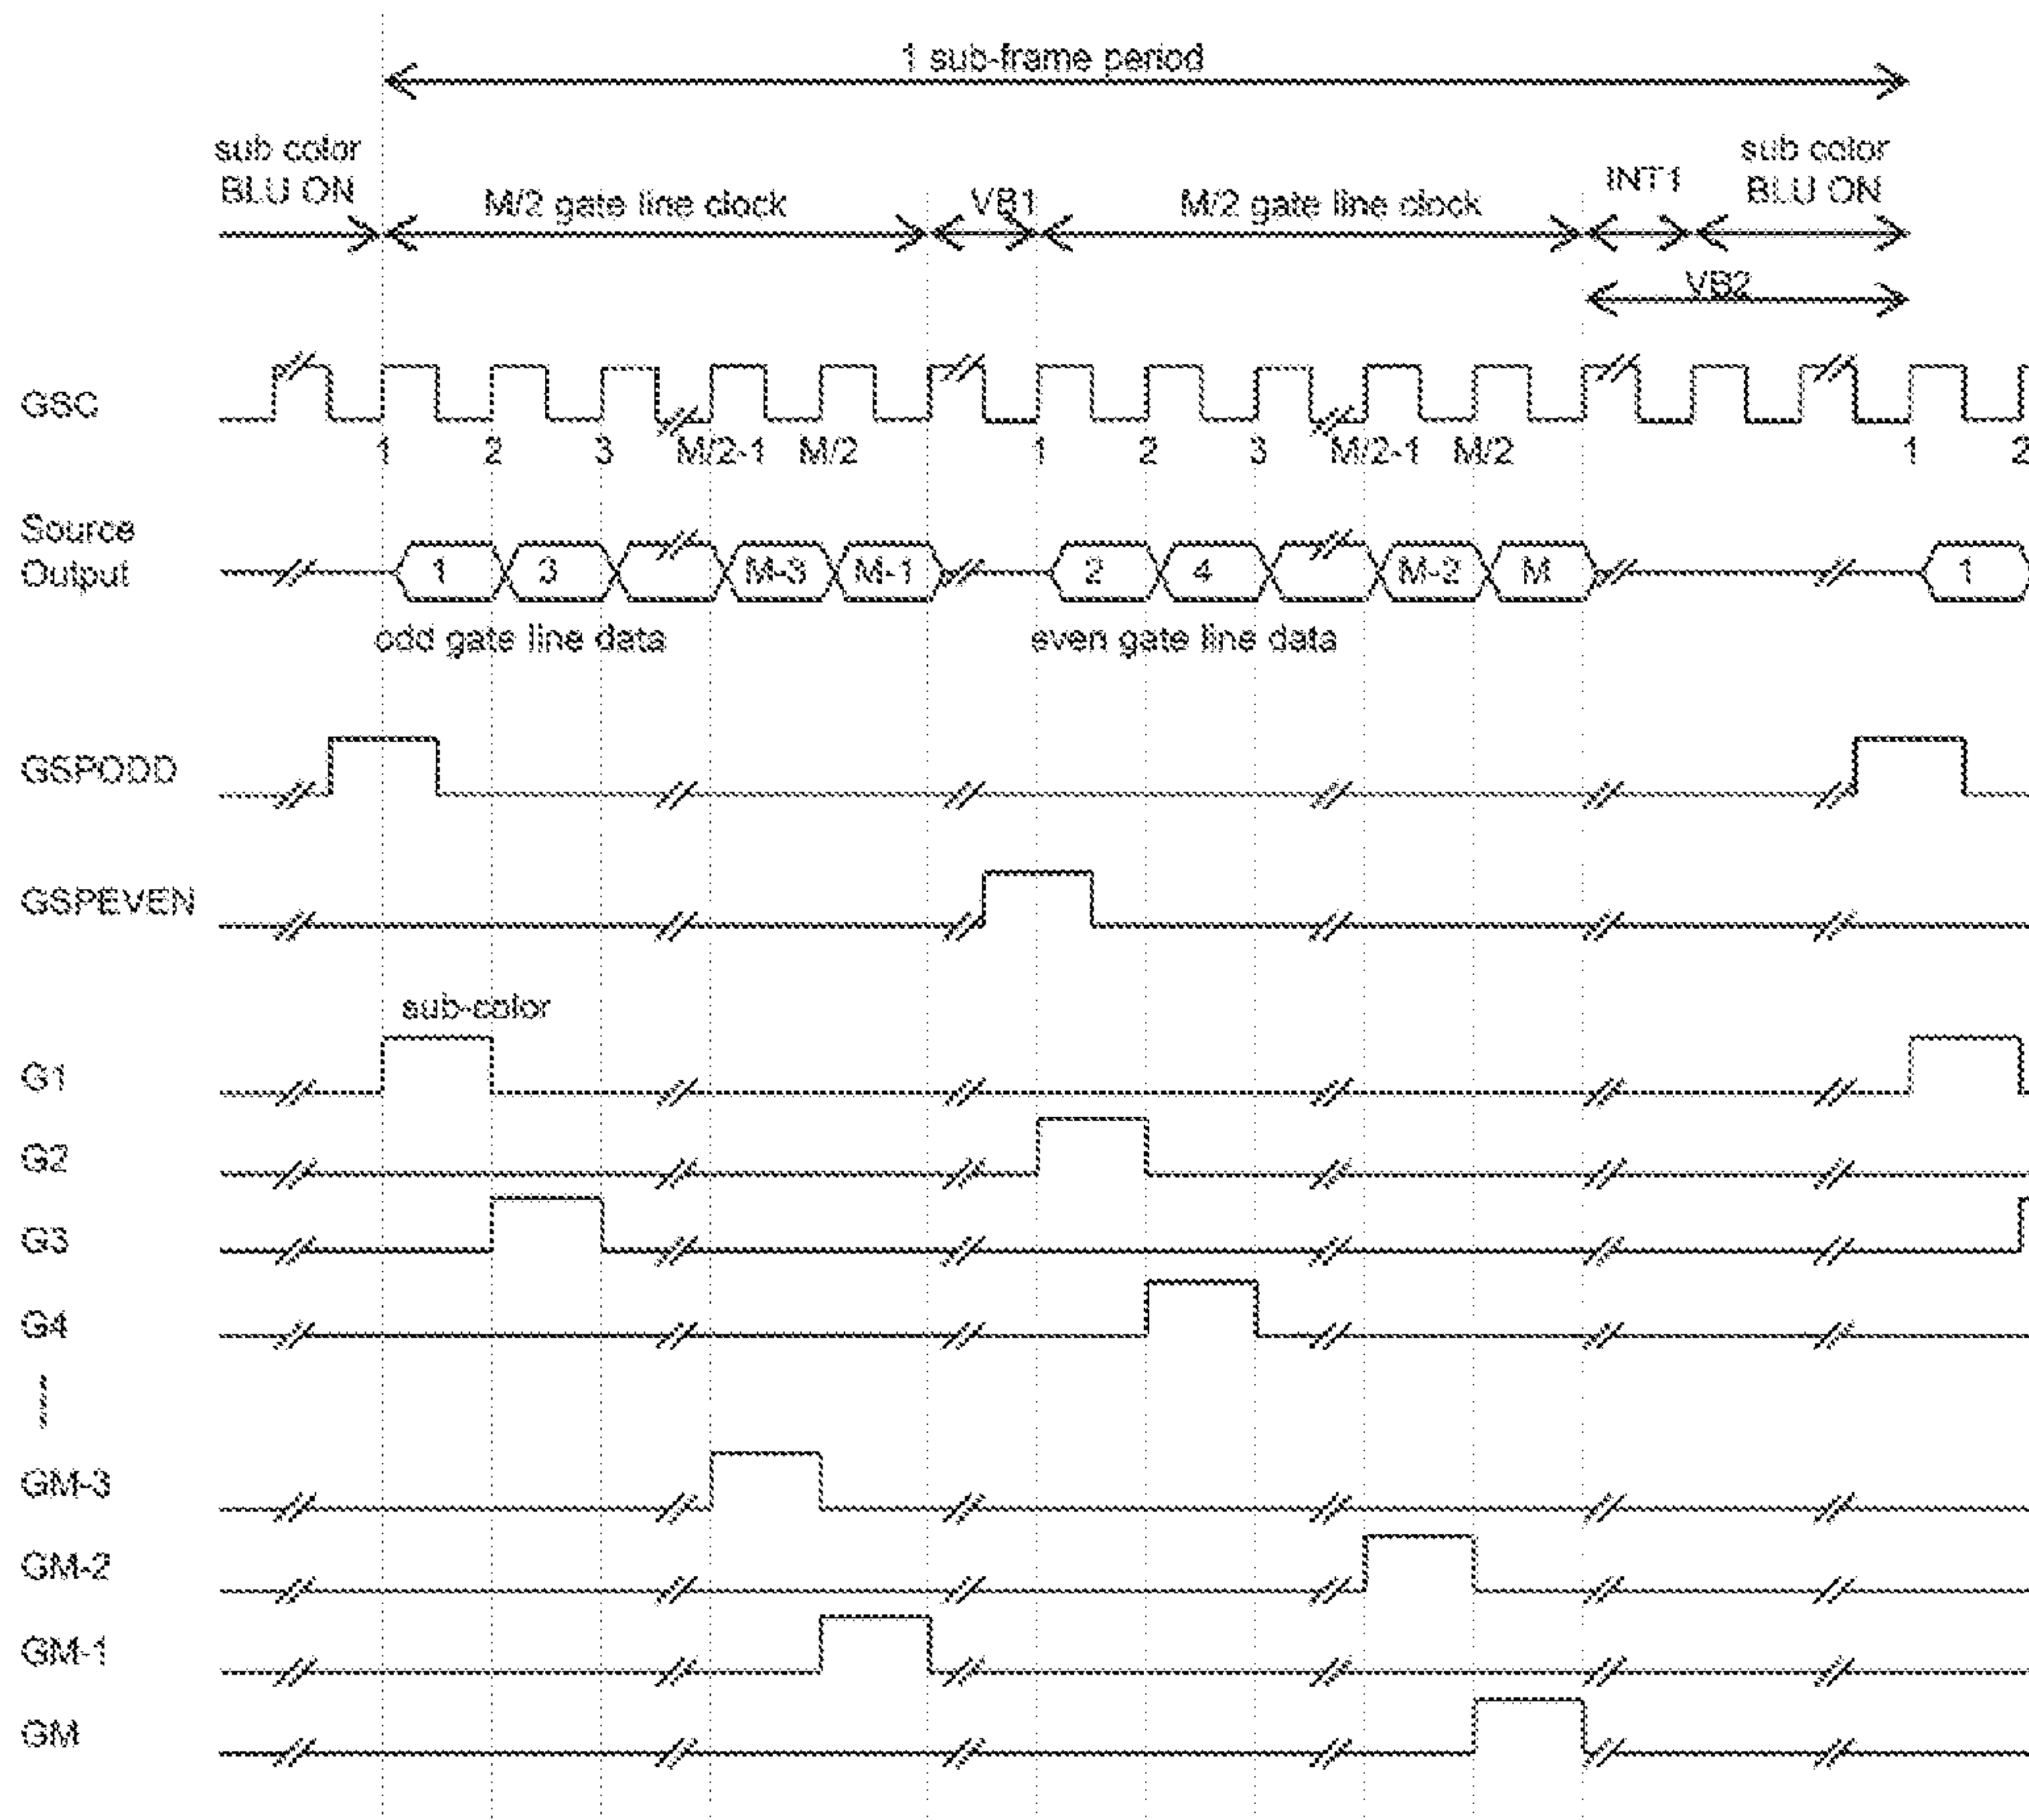 1 sub-frame period
sub color
BLU ON
M/2 gate line clock
VB1
M/2 gate line clock
INT1
sub color
BLU ON
VB2
GSC
1 2 3 M/2-1 M/2 1 2 3 M/2-1 M/2 1 2
Source
Output
1 3 M-3 M-1 2 4 M-2 M 1
odd gate line data
even gate line data
GSPODD
GSPEVEN
sub-color
G1
G2
G3
G4
GM-3
GM-2
GM-1
GM